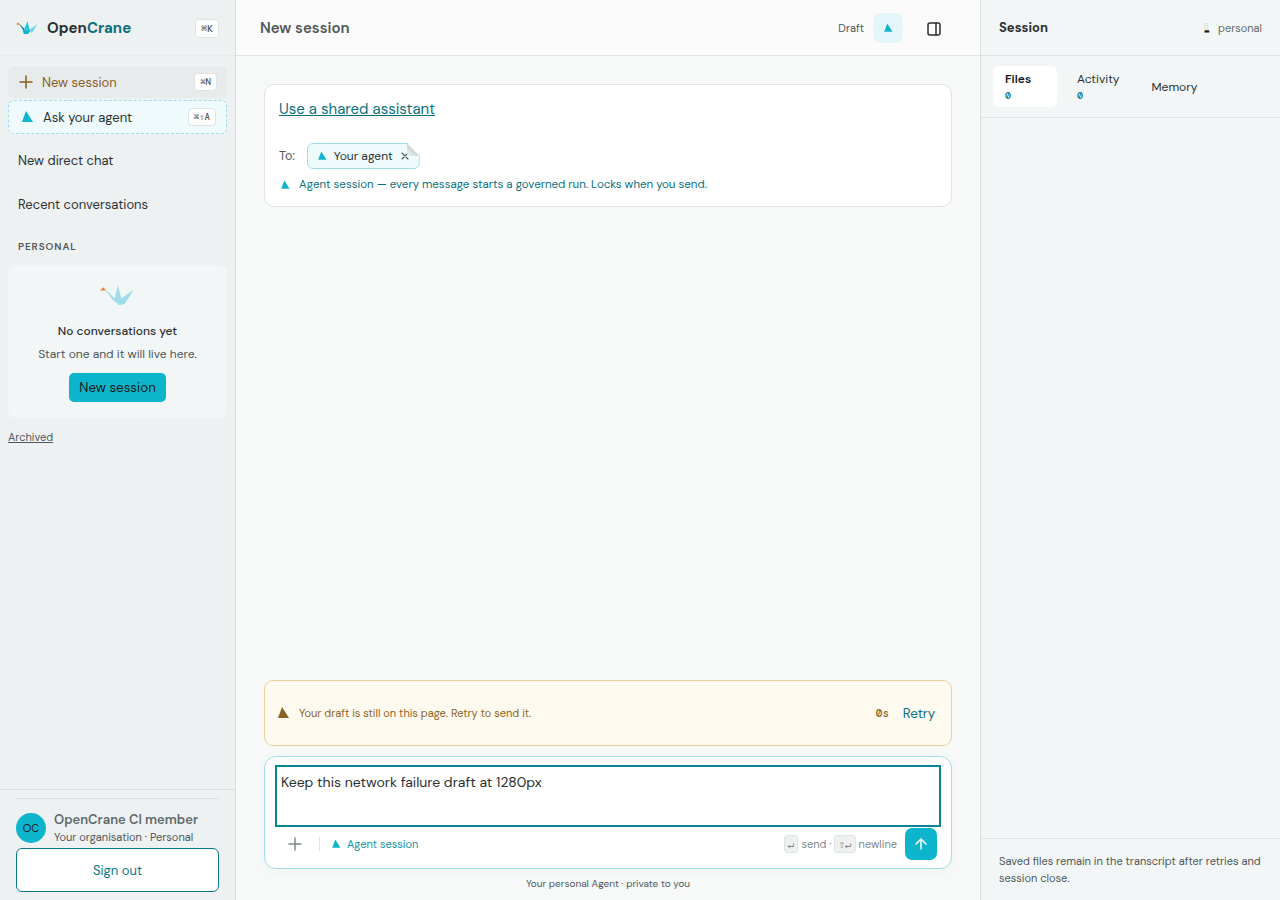 OpenCrane
⌘K
New session
⌘N
Ask your agent
⌘⇧A
New direct chat
Recent conversations
PERSONAL
No conversations yet
Start one and it will live here.
New session
Archived
OC
OpenCrane CI member
Your organisation · Personal
Sign out
New session
Draft
Use a shared assistant
To:
Your agent ×
Agent session — every message starts a governed run. Locks when you send.
Your draft is still on this page. Retry to send it.
0s
Retry
Keep this network failure draft at 1280px
Agent session
↵ send · ⇧↵ newline
Your personal Agent · private to you
Session
personal
Files
0
Activity
0
Memory
Saved files remain in the transcript after retries and
session close.